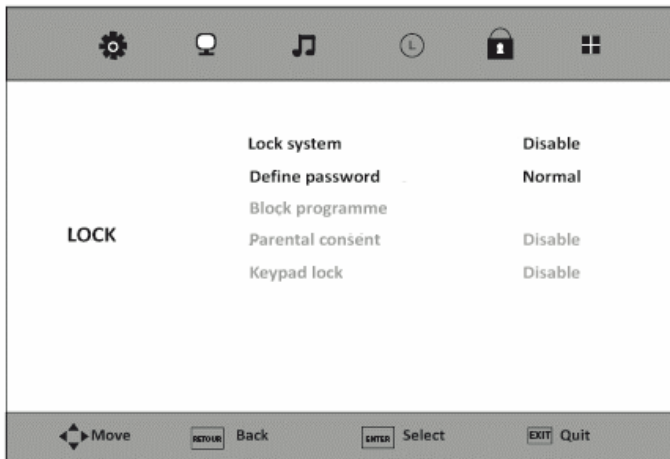 L
Lock system Disable
Define password Normal
Block programme
LOCK
Parental consent Disable
Keypad lock Disable
Move RETOUR Back ENTER Select EXIT Quit